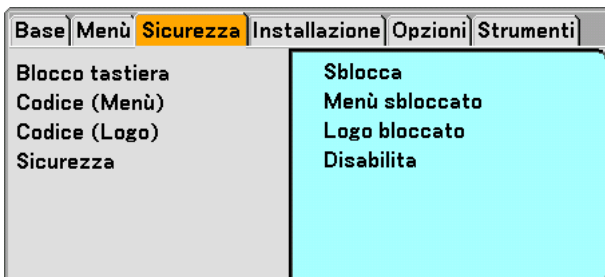 Base Menù Sicurezza Installazione Opzioni Strumenti
Blocco tastiera Sblocca
Codice (Menù) Menù sbloccato
Codice (Logo) Logo bloccato
Sicurezza Disabilita